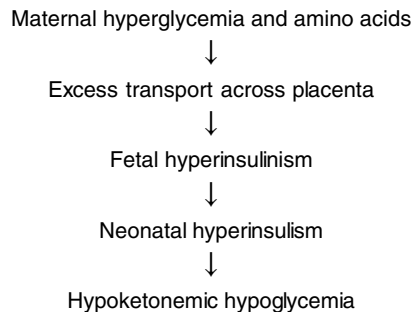 Maternal hyperglycemia and amino acids
↓
Excess transport across placenta
↓
Fetal hyperinsulinism
↓
Neonatal hyperinsulism
↓
Hypoketonemic hypoglycemia